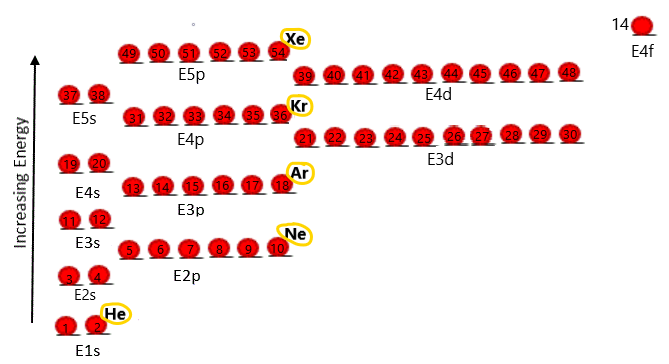 14
E4f
49 50 51 52 53 54 Xe
E5p
39 40 41 42 43 44 45 46 47 48
E4d
37 38
E5s
31 32 33 34 35 36 Kr
E4p
21 22 23 24 25 26 27 28 29 30
E3d
19 20
E4s
13 14 15 16 17 18 Ar
E3p
11 12
E3s
5 6 7 8 9 10 Ne
E2p
3 4
E2s
1 2 He
E1s
Increasing Energy